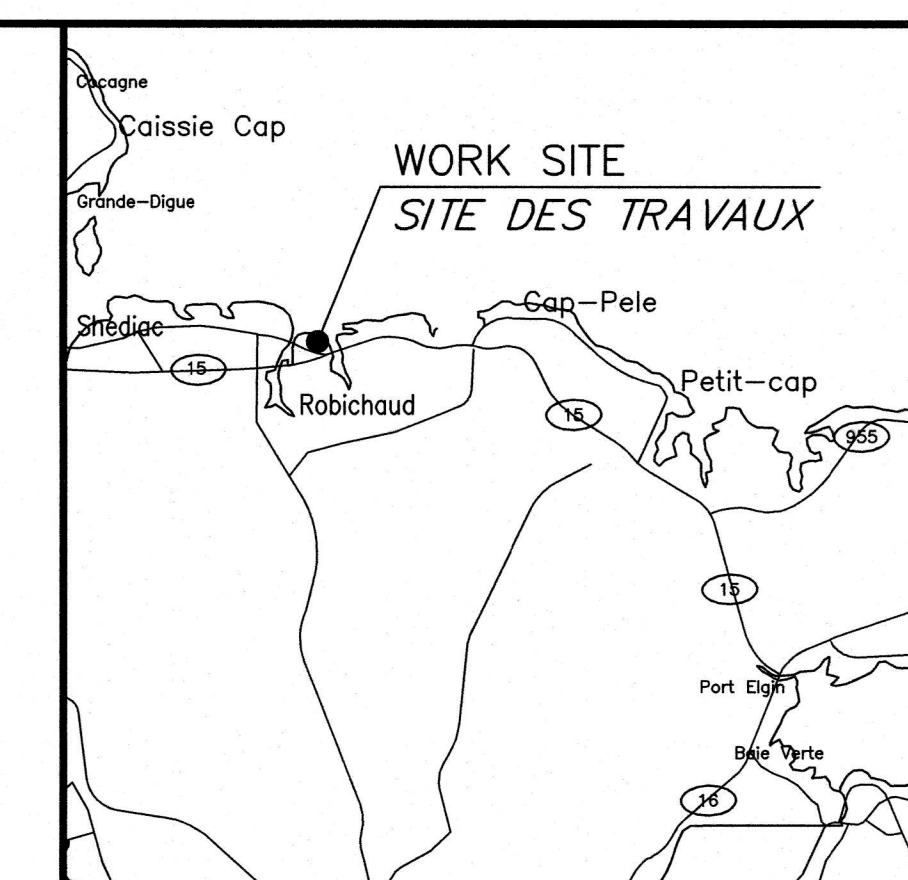 Cocagne
Caissie Cap
WORK SITE
SITE DES TRAVAUX
Grande-Digue
Cap-Pele
Shediac
15
Petit-cap
Robichaud
15
955
15
Port Elgin
Baie Verte
16